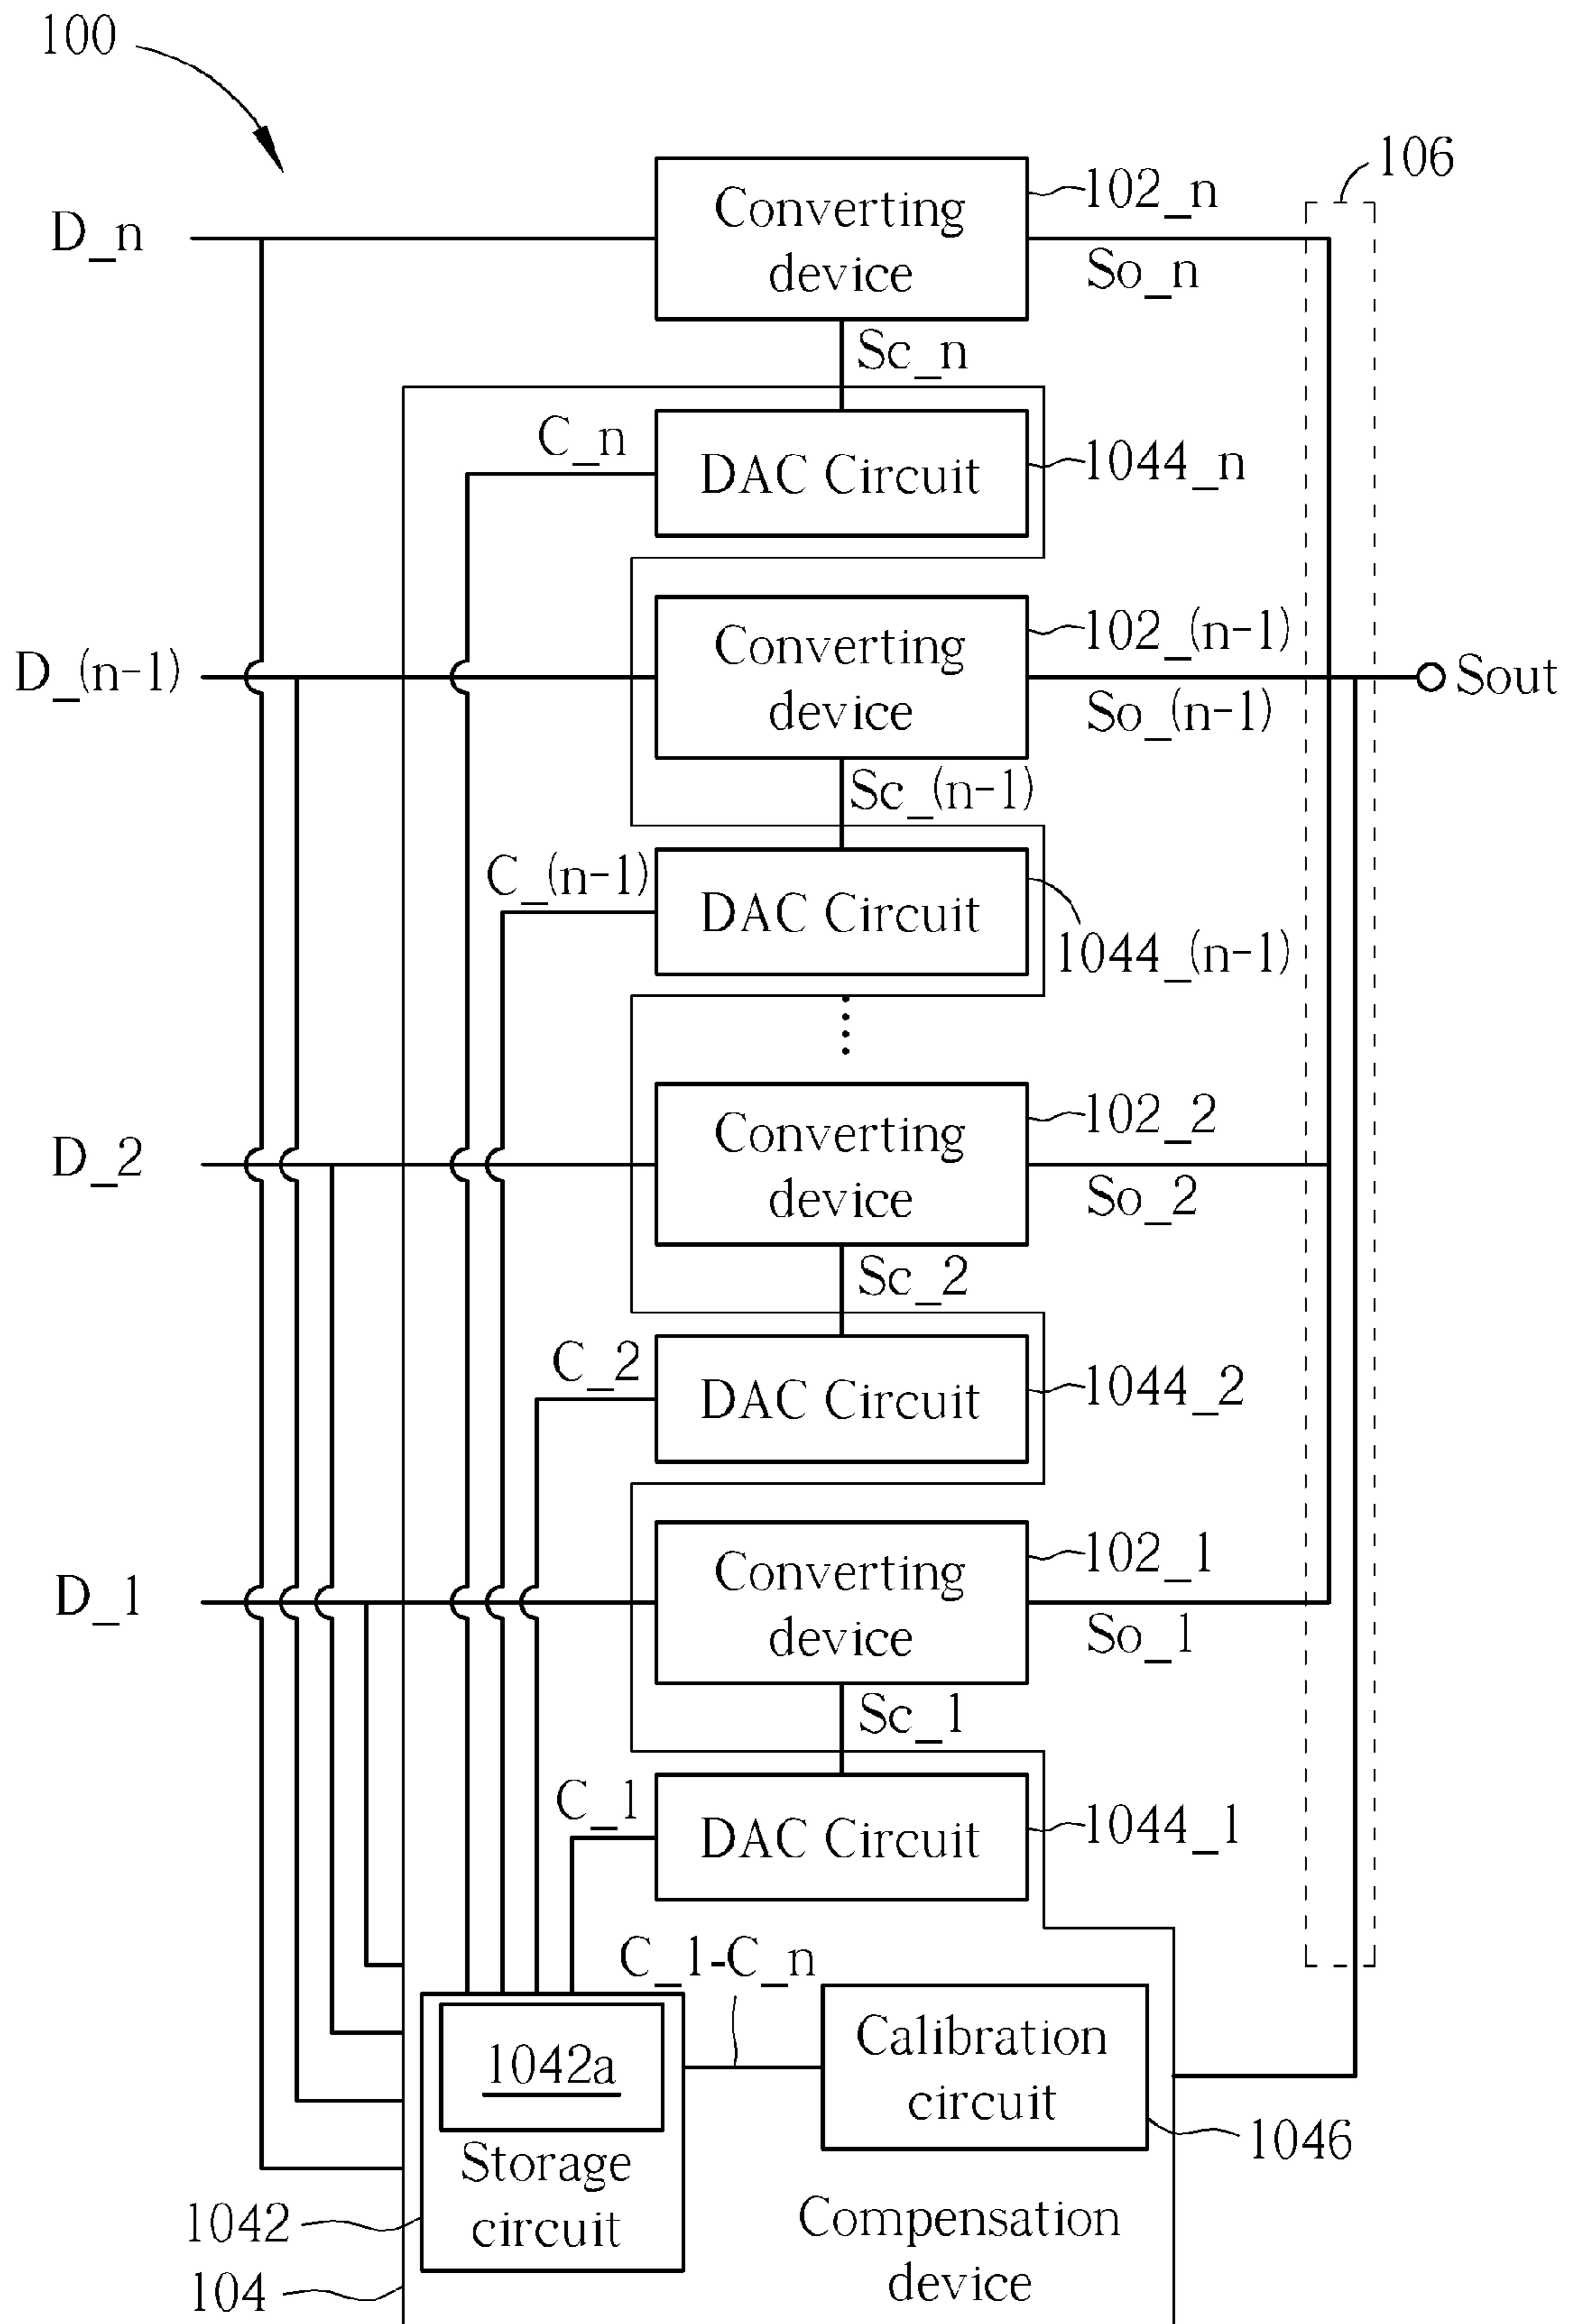 100
106
D_n
Converting
device
102_n
So_n
Sc_n
C_n
DAC Circuit
1044_n
D_(n-1)
Converting
device
102_(n-1)
So_(n-1)
Sout
Sc_(n-1)
C_(n-1)
DAC Circuit
1044_(n-1)
D_2
Converting
device
102_2
So_2
Sc_2
C_2
DAC Circuit
1044_2
D_1
Converting
device
102_1
So_1
Sc_1
C_1
DAC Circuit
1044_1
C_1-C_n
1042a
Storage
circuit
Calibration
circuit
1046
1042
104
Compensation
device